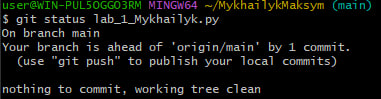 user@WIN-PUL5OGGO3RM MINGW64 ~/MykhailykMaksym (main)
$ git status lab_1_Mykhailyk.py
On branch main
Your branch is ahead of 'origin/main' by 1 commit.
  (use "git push" to publish your local commits)

nothing to commit, working tree clean